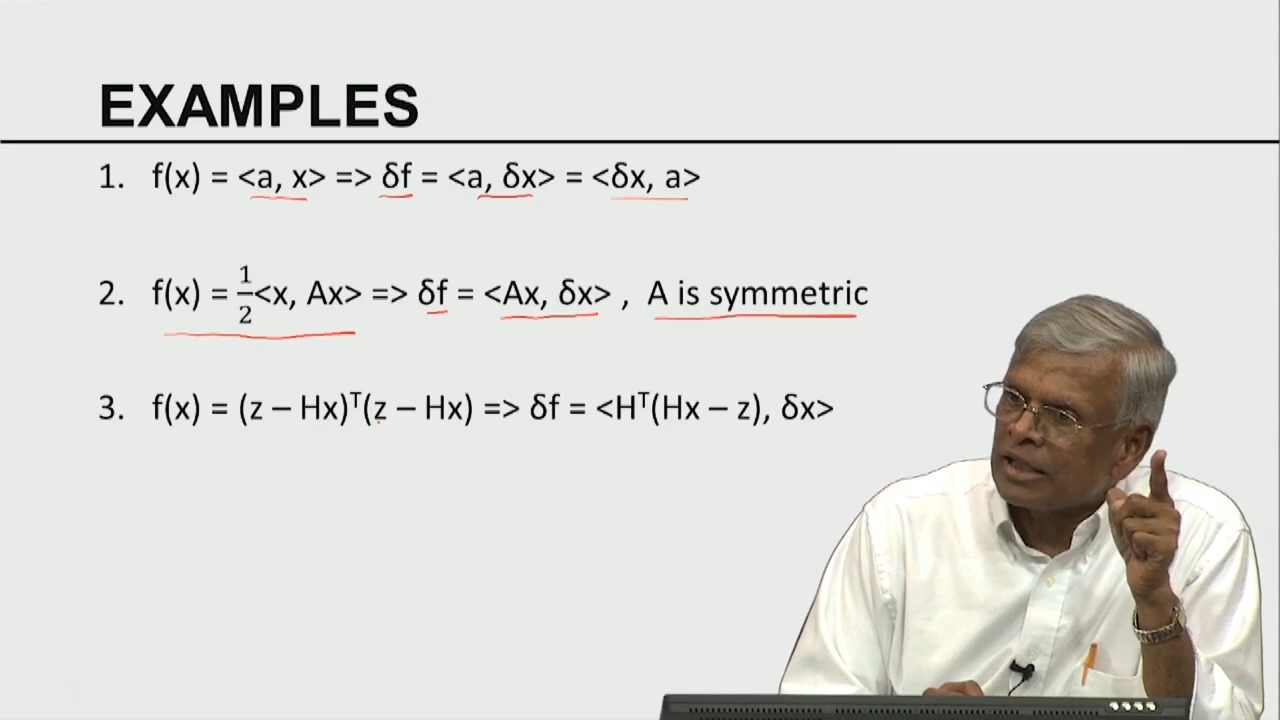 EXAMPLES
1. f(x) = <a, x> => δf = <a, δx> = <δx, a>
2. f(x) = 1/2<x, Ax> => δf = <Ax, δx> , A is symmetric
3. f(x) = (z – Hx)ᵀ(z – Hx) => δf = <Hᵀ(Hx – z), δx>